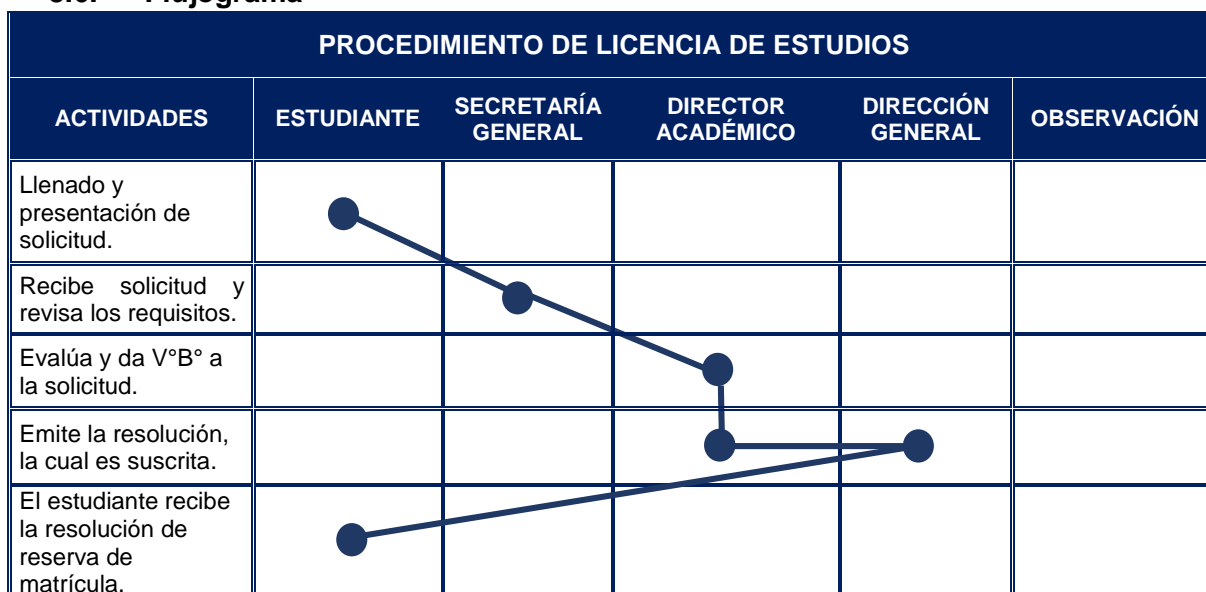 Flujograma
PROCEDIMIENTO DE LICENCIA DE ESTUDIOS
ACTIVIDADES
ESTUDIANTE
SECRETARÍA
GENERAL
DIRECTOR
ACADÉMICO
DIRECCIÓN
GENERAL
OBSERVACIÓN
Llenado y
presentación de
solicitud.
Recibe solicitud y
revisa los requisitos.
Evalúa y da V°B° a
la solicitud.
Emite la resolución,
la cual es suscrita.
El estudiante recibe
la resolución de
reserva de
matrícula.